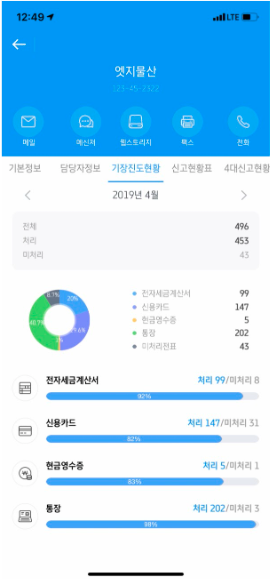 12:49
LTE
엣지물산
123-45-2322
메일
메신저
웹스토리지
팩스
전화
기본정보 담당자정보 기장진도현황 신고현황표 4대신고현황
2019년 4월
전체 496
처리 453
미처리 43
8.7%
20%
40.7%
29.6%
1%
전자세금계산서 99
신용카드 147
현금영수증 5
통장 202
미처리전표 43
전자세금계산서 처리 99/미처리 8
92%
신용카드 처리 147/미처리 31
82%
현금영수증 처리 5/미처리 1
83%
통장 처리 202/미처리 3
98%